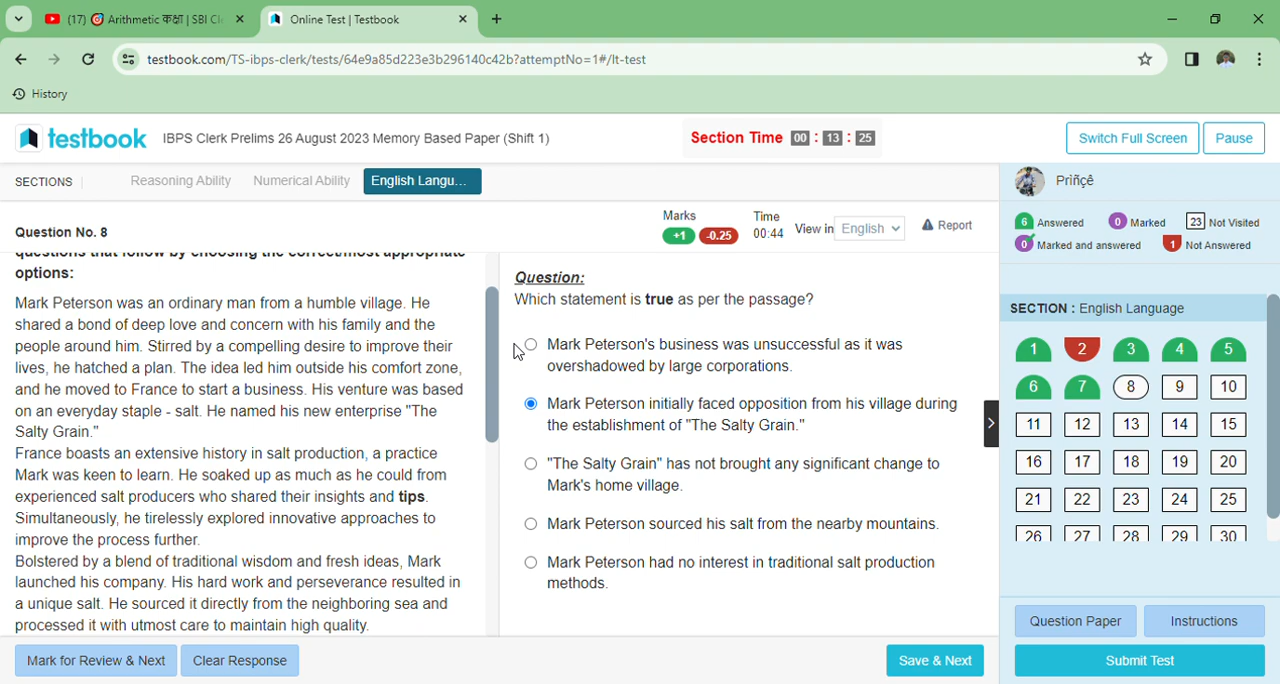 (17) 🎯 Arithmetic कक्षा | SBI Cl
Online Test | Testbook
testbook.com/TS-ibps-clerk/tests/64e9a85d223e3b296140c42b?attemptNo=1#/lt-test
History
testbook
IBPS Clerk Prelims 26 August 2023 Memory Based Paper (Shift 1)
Section Time 00 : 13 : 25
Switch Full Screen
Pause
SECTIONS
Reasoning Ability
Numerical Ability
English Langu...
Prìñçê
Question No. 8
Marks
+1 -0.25
Time
00:44
View in English
Report
6 Answered
0 Marked
23 Not Visited
0 Marked and answered
1 Not Answered
questions that follow by choosing the correct/most appropriate
options:
Mark Peterson was an ordinary man from a humble village. He
shared a bond of deep love and concern with his family and the
people around him. Stirred by a compelling desire to improve their
lives, he hatched a plan. The idea led him outside his comfort zone,
and he moved to France to start a business. His venture was based
on an everyday staple - salt. He named his new enterprise "The
Salty Grain."
France boasts an extensive history in salt production, a practice
Mark was keen to learn. He soaked up as much as he could from
experienced salt producers who shared their insights and tips.
Simultaneously, he tirelessly explored innovative approaches to
improve the process further.
Bolstered by a blend of traditional wisdom and fresh ideas, Mark
launched his company. His hard work and perseverance resulted in
a unique salt. He sourced it directly from the neighboring sea and
processed it with utmost care to maintain high quality.
Question:
Which statement is true as per the passage?
Mark Peterson's business was unsuccessful as it was
overshadowed by large corporations.
Mark Peterson initially faced opposition from his village during
the establishment of "The Salty Grain."
"The Salty Grain" has not brought any significant change to
Mark's home village.
Mark Peterson sourced his salt from the nearby mountains.
Mark Peterson had no interest in traditional salt production
methods.
SECTION : English Language
1 2 3 4 5
6 7 8 9 10
11 12 13 14 15
16 17 18 19 20
21 22 23 24 25
26 27 28 29 30
Mark for Review & Next
Clear Response
Save & Next
Question Paper
Instructions
Submit Test